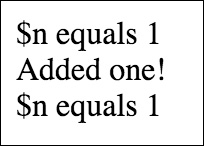 $n equals 1
Added one!
$n equals 1